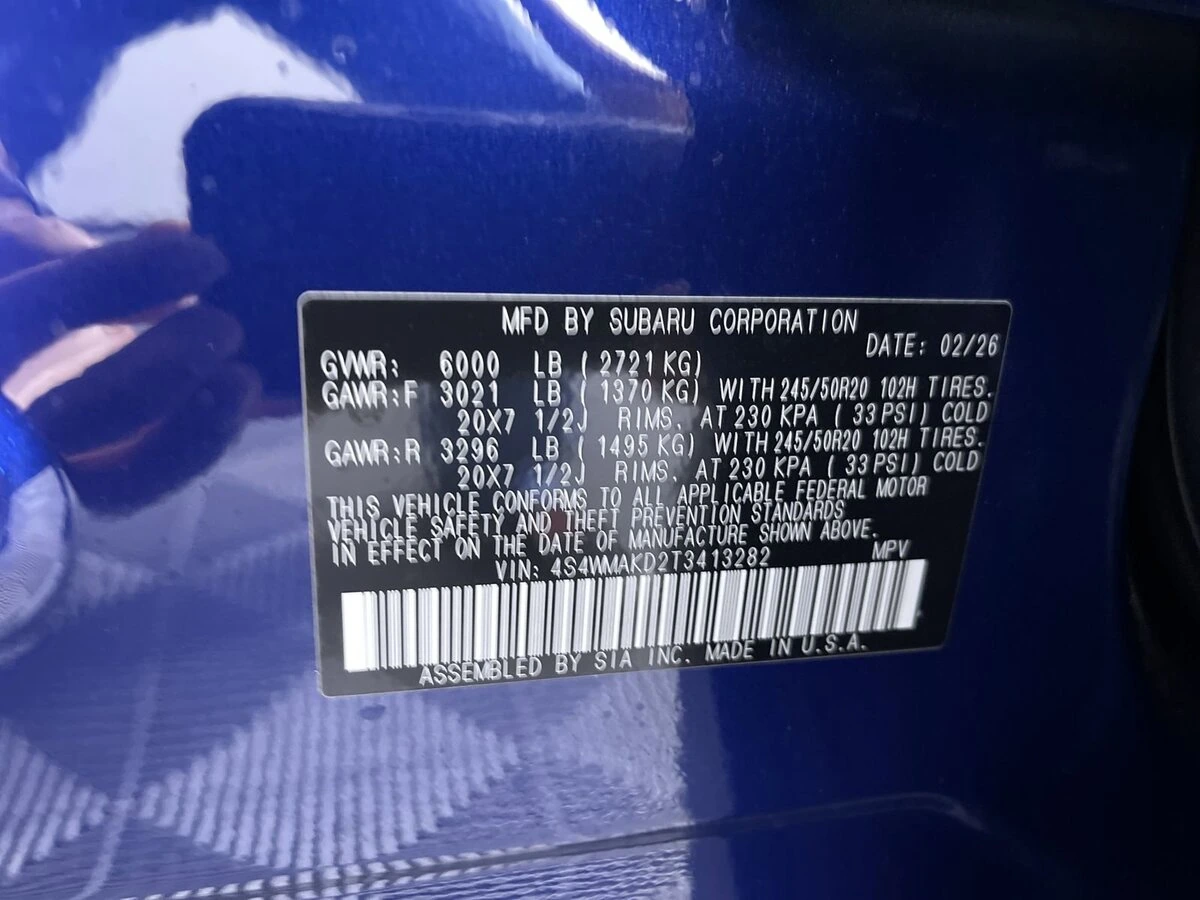 MFD BY SUBARU CORPORATION
DATE: 02/26
GVWR: 6000 LB ( 2721 KG)
GAWR:F 3021 LB ( 1370 KG) WITH 245/50R20 102H TIRES.
20X7 1/2J RIMS. AT 230 KPA ( 33 PSI) COLD
GAWR:R 3296 LB ( 1495 KG) WITH 245/50R20 102H TIRES.
20X7 1/2J RIMS. AT 230 KPA ( 33 PSI) COLD
THIS VEHICLE CONFORMS TO ALL APPLICABLE FEDERAL MOTOR
VEHICLE SAFETY AND THEFT PREVENTION STANDARDS
IN EFFECT ON THE DATE OF MANUFACTURE SHOWN ABOVE.
VIN: 4S4WMAKD2T3413282 MPV
ASSEMBLED BY SIA INC. MADE IN U.S.A.